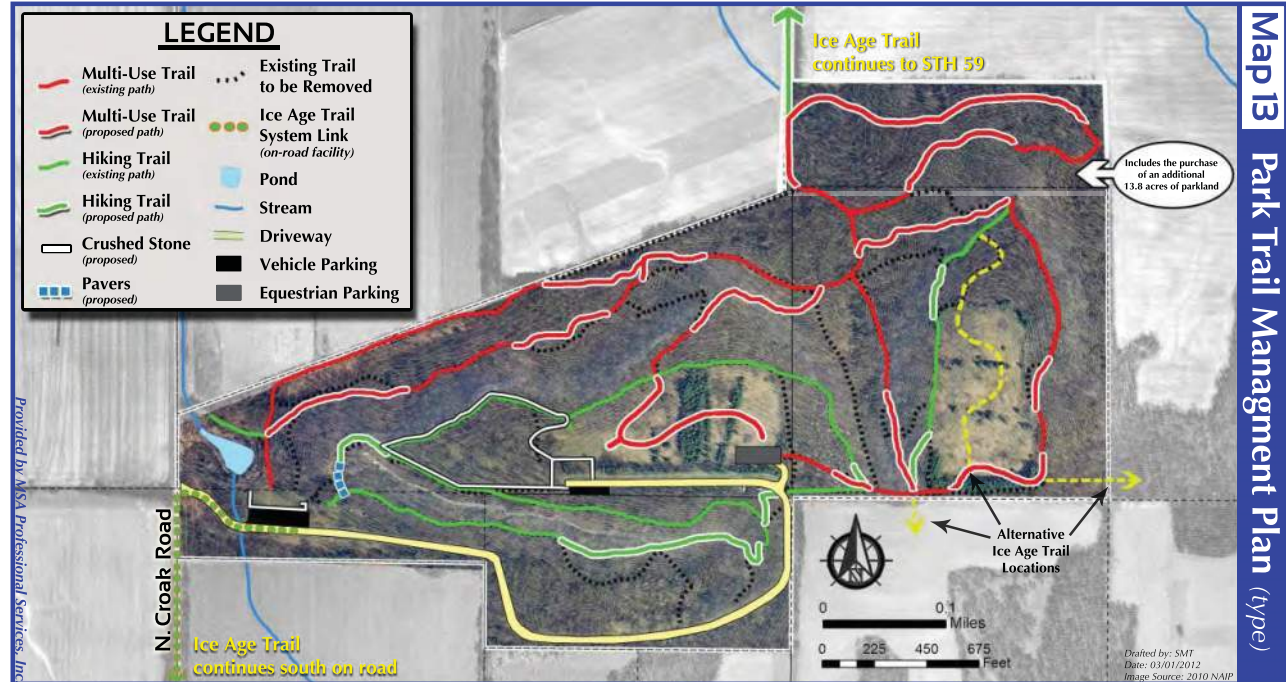 LEGEND
Multi-Use Trail
(existing path)
Multi-Use Trail
(proposed path)
Hiking Trail
(existing path)
Hiking Trail
(proposed path)
Crushed Stone
(proposed)
Pavers
(proposed)
Existing Trail
to be Removed
Ice Age Trail
System Link
(on-road facility)
Pond
Stream
Driveway
Vehicle Parking
Equestrian Parking
Ice Age Trail
continues to STH 59
Includes the purchase
of an additional
13.8 acres of parkland
Map 13 Park Trail Managment Plan (type)
Provided by MSA Professional Services, Inc
N. Croak Road
Ice Age Trail
continues south on road
Alternative
Ice Age Trail
Locations
N
0 0.1
Miles
0 225 450 675
Feet
Drafted by: SMT
Date: 03/01/2012
Image Source: 2010 NAIP